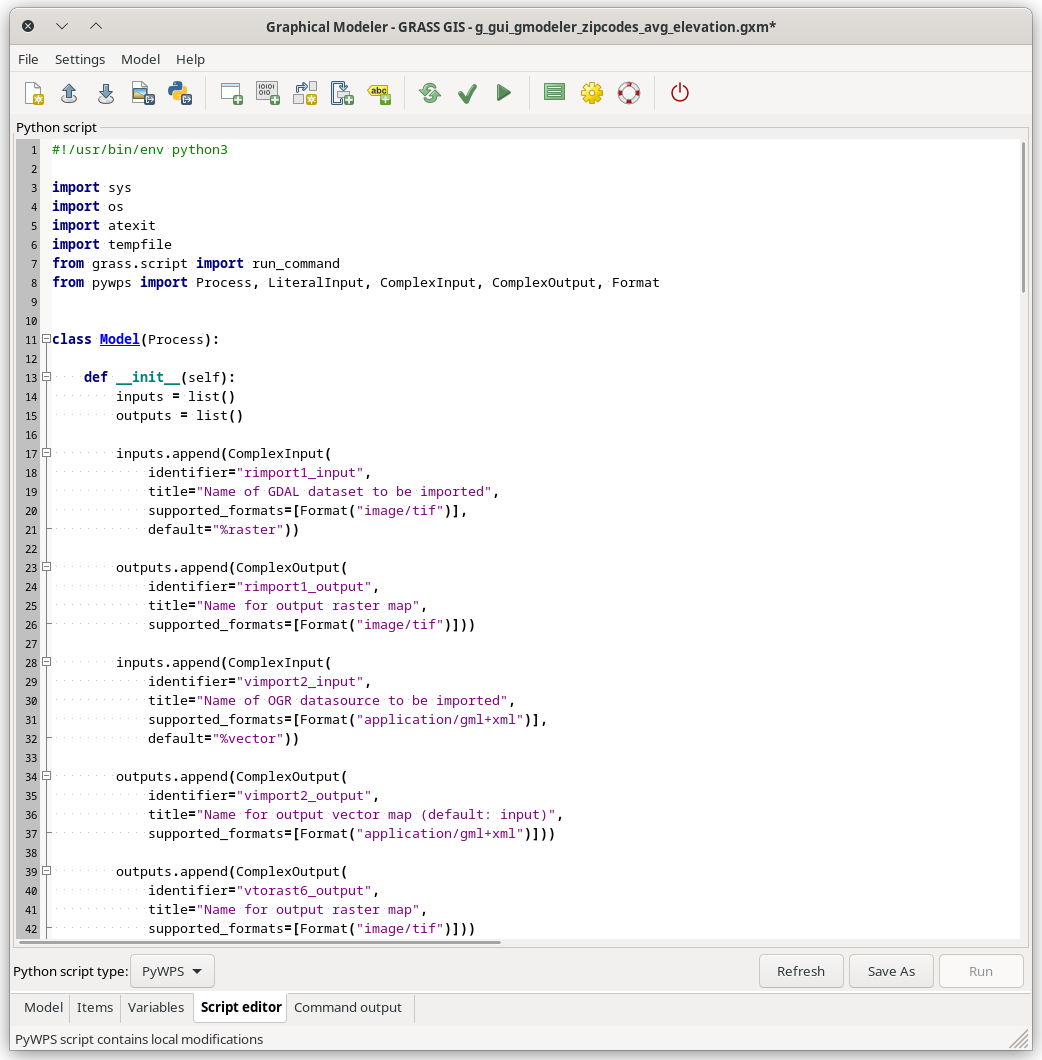 Graphical Modeler - GRASS GIS - g_gui_gmodeler_zipcodes_avg_elevation.gxm*
File Settings Model Help
Python script
1 #!/usr/bin/env python3
2
3 import sys
4 import os
5 import atexit
6 import tempfile
7 from grass.script import run_command
8 from pywps import Process, LiteralInput, ComplexInput, ComplexOutput, Format
9
10
11 class Model(Process):
12
13     def __init__(self):
14         inputs = list()
15         outputs = list()
16
17         inputs.append(ComplexInput(
18             identifier="rimport1_input",
19             title="Name of GDAL dataset to be imported",
20             supported_formats=[Format("image/tif")],
21             default="%raster"))
22
23         outputs.append(ComplexOutput(
24             identifier="rimport1_output",
25             title="Name for output raster map",
26             supported_formats=[Format("image/tif")]))
27
28         inputs.append(ComplexInput(
29             identifier="vimport2_input",
30             title="Name of OGR datasource to be imported",
31             supported_formats=[Format("application/gml+xml")],
32             default="%vector"))
33
34         outputs.append(ComplexOutput(
35             identifier="vimport2_output",
36             title="Name for output vector map (default: input)",
37             supported_formats=[Format("application/gml+xml")]))
38
39         outputs.append(ComplexOutput(
40             identifier="vtorast6_output",
41             title="Name for output raster map",
42             supported_formats=[Format("image/tif")]))
Python script type: PyWPS Refresh Save As Run
Model Items Variables Script editor Command output
PyWPS script contains local modifications